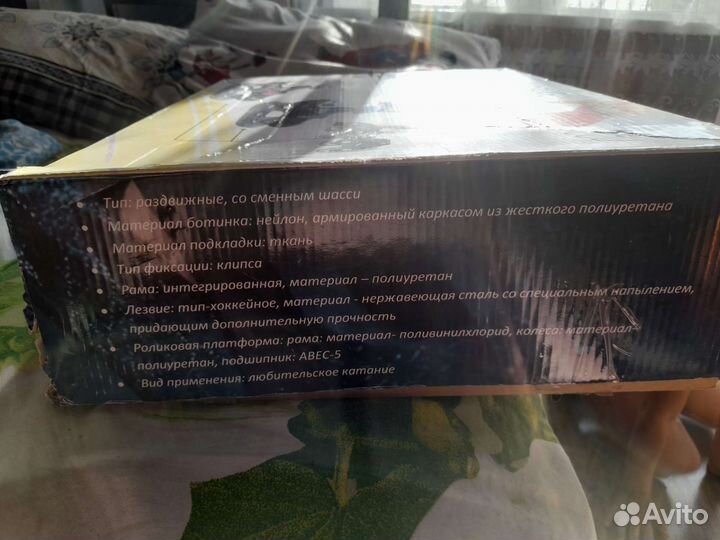 • Тип: раздвижные, со сменным шасси
• Материал ботинка: нейлон, армированный каркасом из жесткого полиуретана
• Материал подкладки: ткань
• Тип фиксации: клипса
• Рама: интегрированная, материал – полиуретан
• Лезвие: тип-хоккейное, материал - нержавеющая сталь со специальным напылением,
придающим дополнительную прочность
• Роликовая платформа: рама: материал- поливинилхлорид, колеса: материал-
полиуретан, подшипник: ABEC-5
• Вид применения: любительское катание
Avito